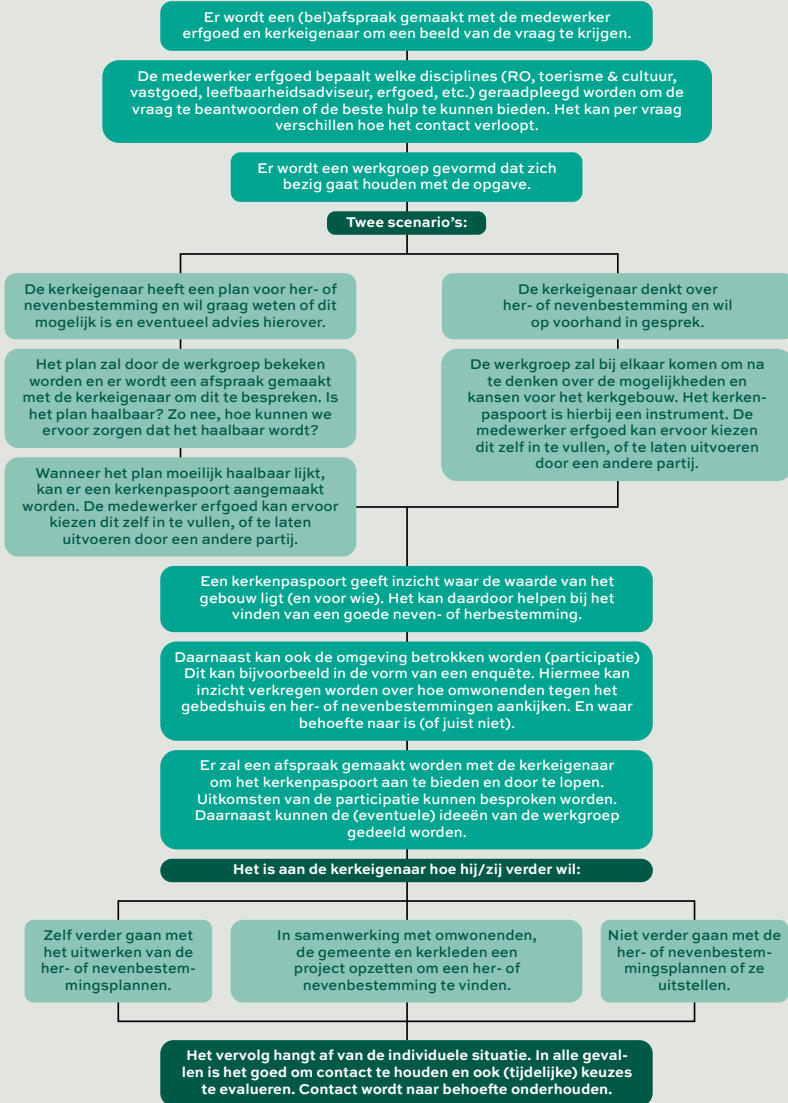 Er wordt een (bel)afspraak gemaakt met de medewerker
erfgoed en kerkeigenaar om een beeld van de vraag te krijgen.
De medewerker erfgoed bepaalt welke disciplines (RO, toerisme & cultuur,
vastgoed, leefbaarheidsadviseur, erfgoed, etc.) geraadpleegd worden om de
vraag te beantwoorden of de beste hulp te kunnen bieden. Het kan per vraag
verschillen hoe het contact verloopt.
Er wordt een werkgroep gevormd dat zich
bezig gaat houden met de opgave.
Twee scenario's:
De kerkeigenaar heeft een plan voor her- of
nevenbestemming en wil graag weten of dit
mogelijk is en eventueel advies hierover.
Het plan zal door de werkgroep bekeken
worden en er wordt een afspraak gemaakt
met de kerkeigenaar om dit te bespreken. Is
het plan haalbaar? Zo nee, hoe kunnen we
ervoor zorgen dat het haalbaar wordt?
Wanneer het plan moeilijk haalbaar lijkt,
kan er een kerkenpaspoort aangemaakt
worden. De medewerker erfgoed kan ervoor
kiezen dit zelf in te vullen, of te laten
uitvoeren door een andere partij.
De kerkeigenaar denkt over
her- of nevenbestemming en wil
op voorhand in gesprek.
De werkgroep zal bij elkaar komen om na
te denken over de mogelijkheden en
kansen voor het kerkgebouw. Het kerken-
paspoort is hierbij een instrument. De
medewerker erfgoed kan ervoor kiezen
dit zelf in te vullen, of te laten uitvoeren
door een andere partij.
Een kerkenpaspoort geeft inzicht waar de waarde van het
gebouw ligt (en voor wie). Het kan daardoor helpen bij het
vinden van een goede neven- of herbestemming.
Daarnaast kan ook de omgeving betrokken worden (participatie)
Dit kan bijvoorbeeld in de vorm van een enquête. Hiermee kan
inzicht verkregen worden over hoe omwonenden tegen het
gebedshuis en her- of nevenbestemmingen aankijken. En waar
behoefte naar is (of juist niet).
Er zal een afspraak gemaakt worden met de kerkeigenaar
om het kerkenpaspoort aan te bieden en door te lopen.
Uitkomsten van de participatie kunnen besproken worden.
Daarnaast kunnen de (eventuele) ideeën van de werkgroep
gedeeld worden.
Het is aan de kerkeigenaar hoe hij/zij verder wil:
Zelf verder gaan met
het uitwerken van de
her- of nevenbestem-
mingsplannen.
In samenwerking met omwonenden,
de gemeente en kerkleden een
project opzetten om een her- of
nevenbestemming te vinden.
Niet verder gaan met de
her- of nevenbestem-
mingsplannen of ze
uitstellen.
Het vervolg hangt af van de individuele situatie. In alle geval-
len is het goed om contact te houden en ook (tijdelijke) keuzes
te evalueren. Contact wordt naar behoefte onderhouden.